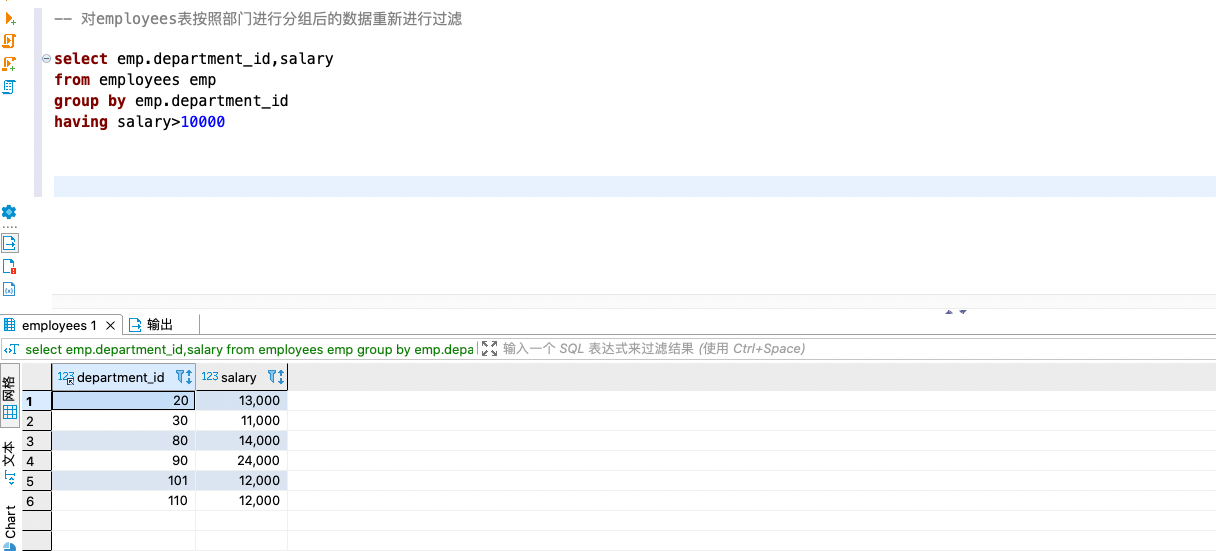 -- 对employees表按照部门进行分组后的数据重新进行过滤
select emp.department_id,salary
from employees emp
group by emp.department_id
having salary>10000
employees 1
输出
select emp.department_id,salary from employees emp group by emp.depa
输入一个 SQL 表达式来过滤结果 (使用 Ctrl+Space)
网格
文本
Chart
123 department_id 123 salary
1 20 13,000
2 30 11,000
3 80 14,000
4 90 24,000
5 101 12,000
6 110 12,000